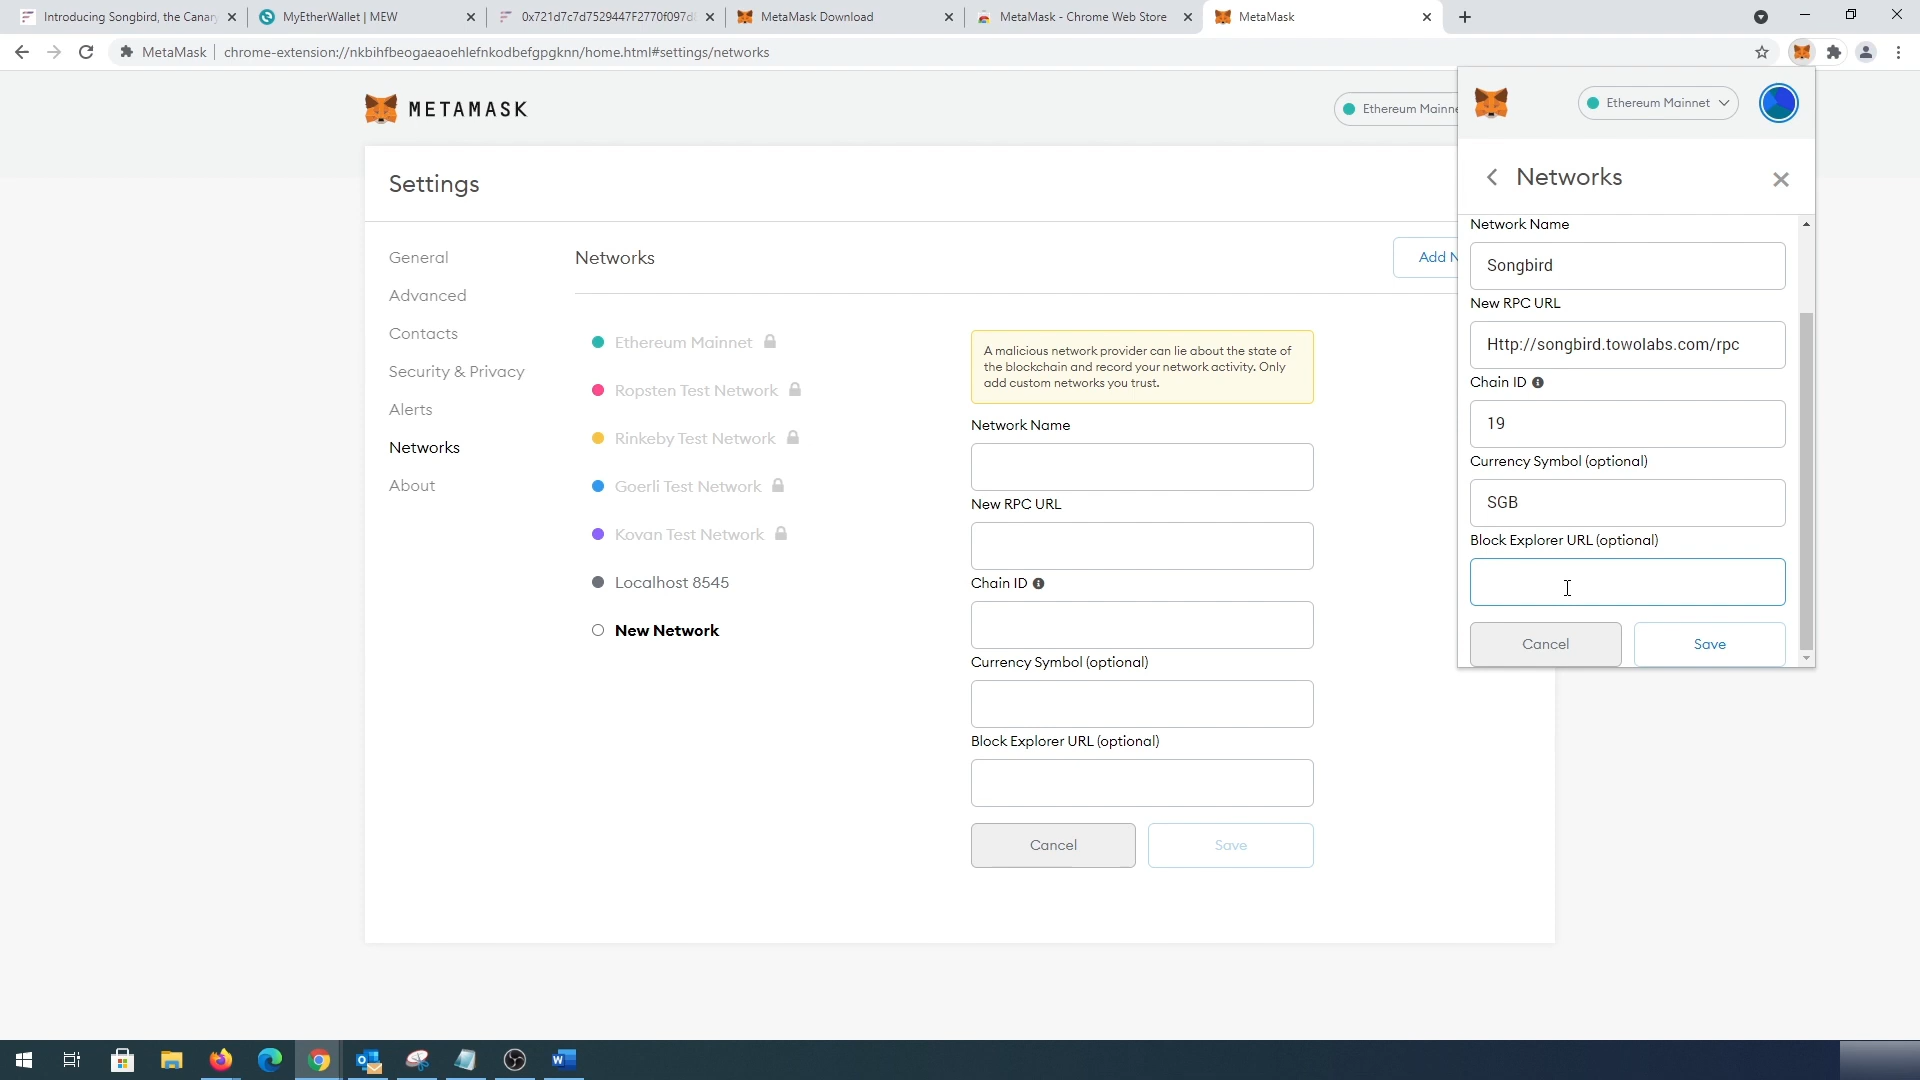 Introducing Songbird, the Canary
MyEtherWallet | MEW
0x721d7c7d7529447F2770f097d
MetaMask Download
MetaMask - Chrome Web Store
MetaMask
MetaMask
chrome-extension://nkbihfbeogaeaoehlefnkodbefgpgknn/home.html#settings/networks
METAMASK
Ethereum Mainne
Settings
General
Advanced
Contacts
Security & Privacy
Alerts
Networks
About
Networks
Add N
Ethereum Mainnet
Ropsten Test Network
Rinkeby Test Network
Goerli Test Network
Kovan Test Network
Localhost 8545
New Network
A malicious network provider can lie about the state of
the blockchain and record your network activity. Only
add custom networks you trust.
Network Name
New RPC URL
Chain ID
Currency Symbol (optional)
Block Explorer URL (optional)
Cancel
Save
Ethereum Mainnet
Networks
Network Name
Songbird
New RPC URL
Http://songbird.towolabs.com/rpc
Chain ID
19
Currency Symbol (optional)
SGB
Block Explorer URL (optional)
Cancel
Save